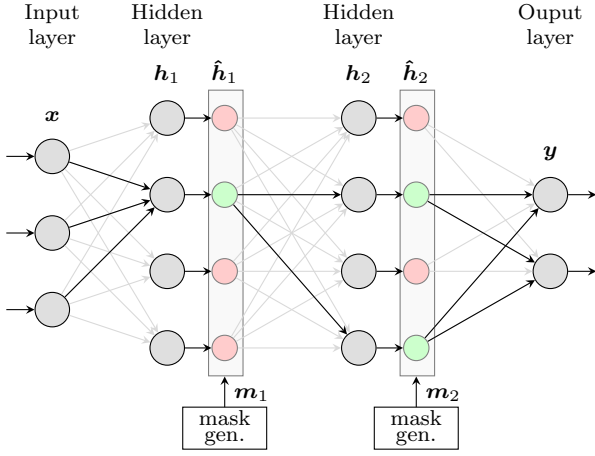 Input
layer
Hidden
layer
Hidden
layer
Ouput
layer
x
h₁
ĥ₁
h₂
ĥ₂
y
m₁
m₂
mask
gen.
mask
gen.